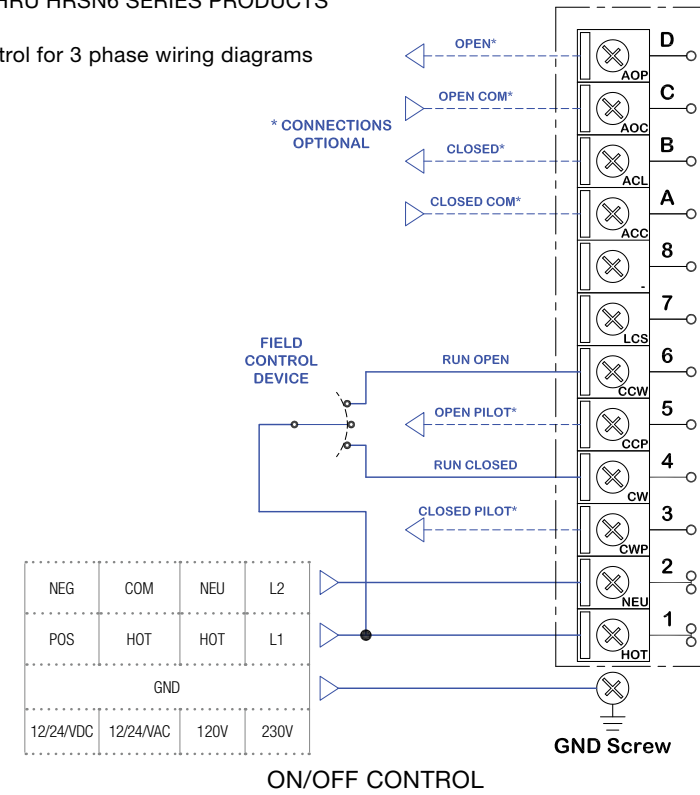 THRU HRSN6 SERIES PRODUCTS
trol for 3 phase wiring diagrams
OPEN*
AOP
D
OPEN COM*
AOC
C
* CONNECTIONS
OPTIONAL
CLOSED*
ACL
B
CLOSED COM*
ACC
A
-
8
LCS
7
FIELD
CONTROL
DEVICE
RUN OPEN
CCW
6
OPEN PILOT*
CCP
5
RUN CLOSED
CW
4
CLOSED PILOT*
CWP
3
NEG COM NEU L2
NEU
2
POS HOT HOT L1
HOT
1
GND
12/24/VDC 12/24/VAC 120V 230V
GND Screw
ON/OFF CONTROL